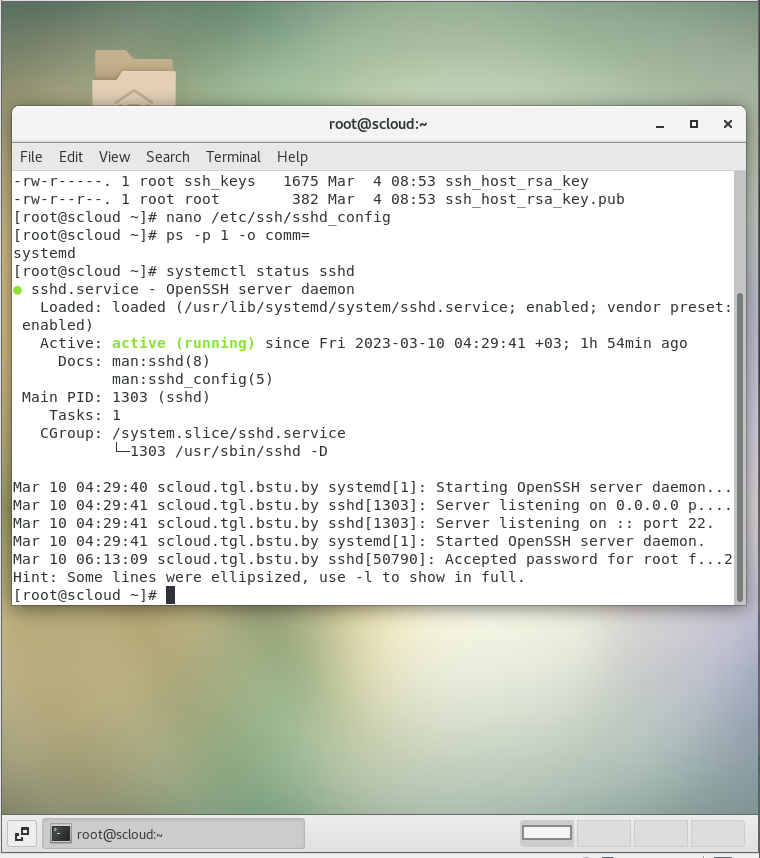 root@scloud:~
File Edit View Search Terminal Help
-rw-r-----. 1 root ssh_keys   1675 Mar  4 08:53 ssh_host_rsa_key
-rw-r--r--. 1 root root        382 Mar  4 08:53 ssh_host_rsa_key.pub
[root@scloud ~]# nano /etc/ssh/sshd_config
[root@scloud ~]# ps -p 1 -o comm=
systemd
[root@scloud ~]# systemctl status sshd
● sshd.service - OpenSSH server daemon
   Loaded: loaded (/usr/lib/systemd/system/sshd.service; enabled; vendor preset:
 enabled)
   Active: active (running) since Fri 2023-03-10 04:29:41 +03; 1h 54min ago
     Docs: man:sshd(8)
           man:sshd_config(5)
 Main PID: 1303 (sshd)
    Tasks: 1
   CGroup: /system.slice/sshd.service
           └─1303 /usr/sbin/sshd -D
Mar 10 04:29:40 scloud.tgl.bstu.by systemd[1]: Starting OpenSSH server daemon...
Mar 10 04:29:41 scloud.tgl.bstu.by sshd[1303]: Server listening on 0.0.0.0 p....
Mar 10 04:29:41 scloud.tgl.bstu.by sshd[1303]: Server listening on :: port 22.
Mar 10 04:29:41 scloud.tgl.bstu.by systemd[1]: Started OpenSSH server daemon.
Mar 10 06:13:09 scloud.tgl.bstu.by sshd[50790]: Accepted password for root f...2
Hint: Some lines were ellipsized, use -l to show in full.
[root@scloud ~]#
root@scloud:~